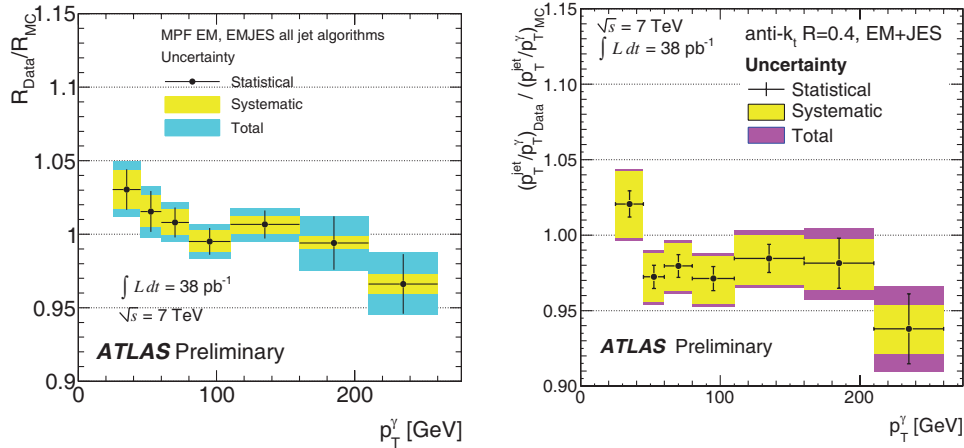 R_Data/R_MC
1.15
1.1
1.05
1
0.95
0.9
MPF EM, EMJES all jet algorithms
Uncertainty
Statistical
Systematic
Total
∫ L dt = 38 pb⁻¹
√s = 7 TeV
ATLAS Preliminary
0 100 200
p_T^γ [GeV]
(p_T^jet/p_T^γ)_Data / (p_T^jet/p_T^γ)_MC
1.15
1.10
1.05
1.00
0.95
0.90
√s = 7 TeV
∫ L dt = 38 pb⁻¹
anti-k_t R=0.4, EM+JES
Uncertainty
Statistical
Systematic
Total
ATLAS Preliminary
0 100 200
p_T^γ [GeV]